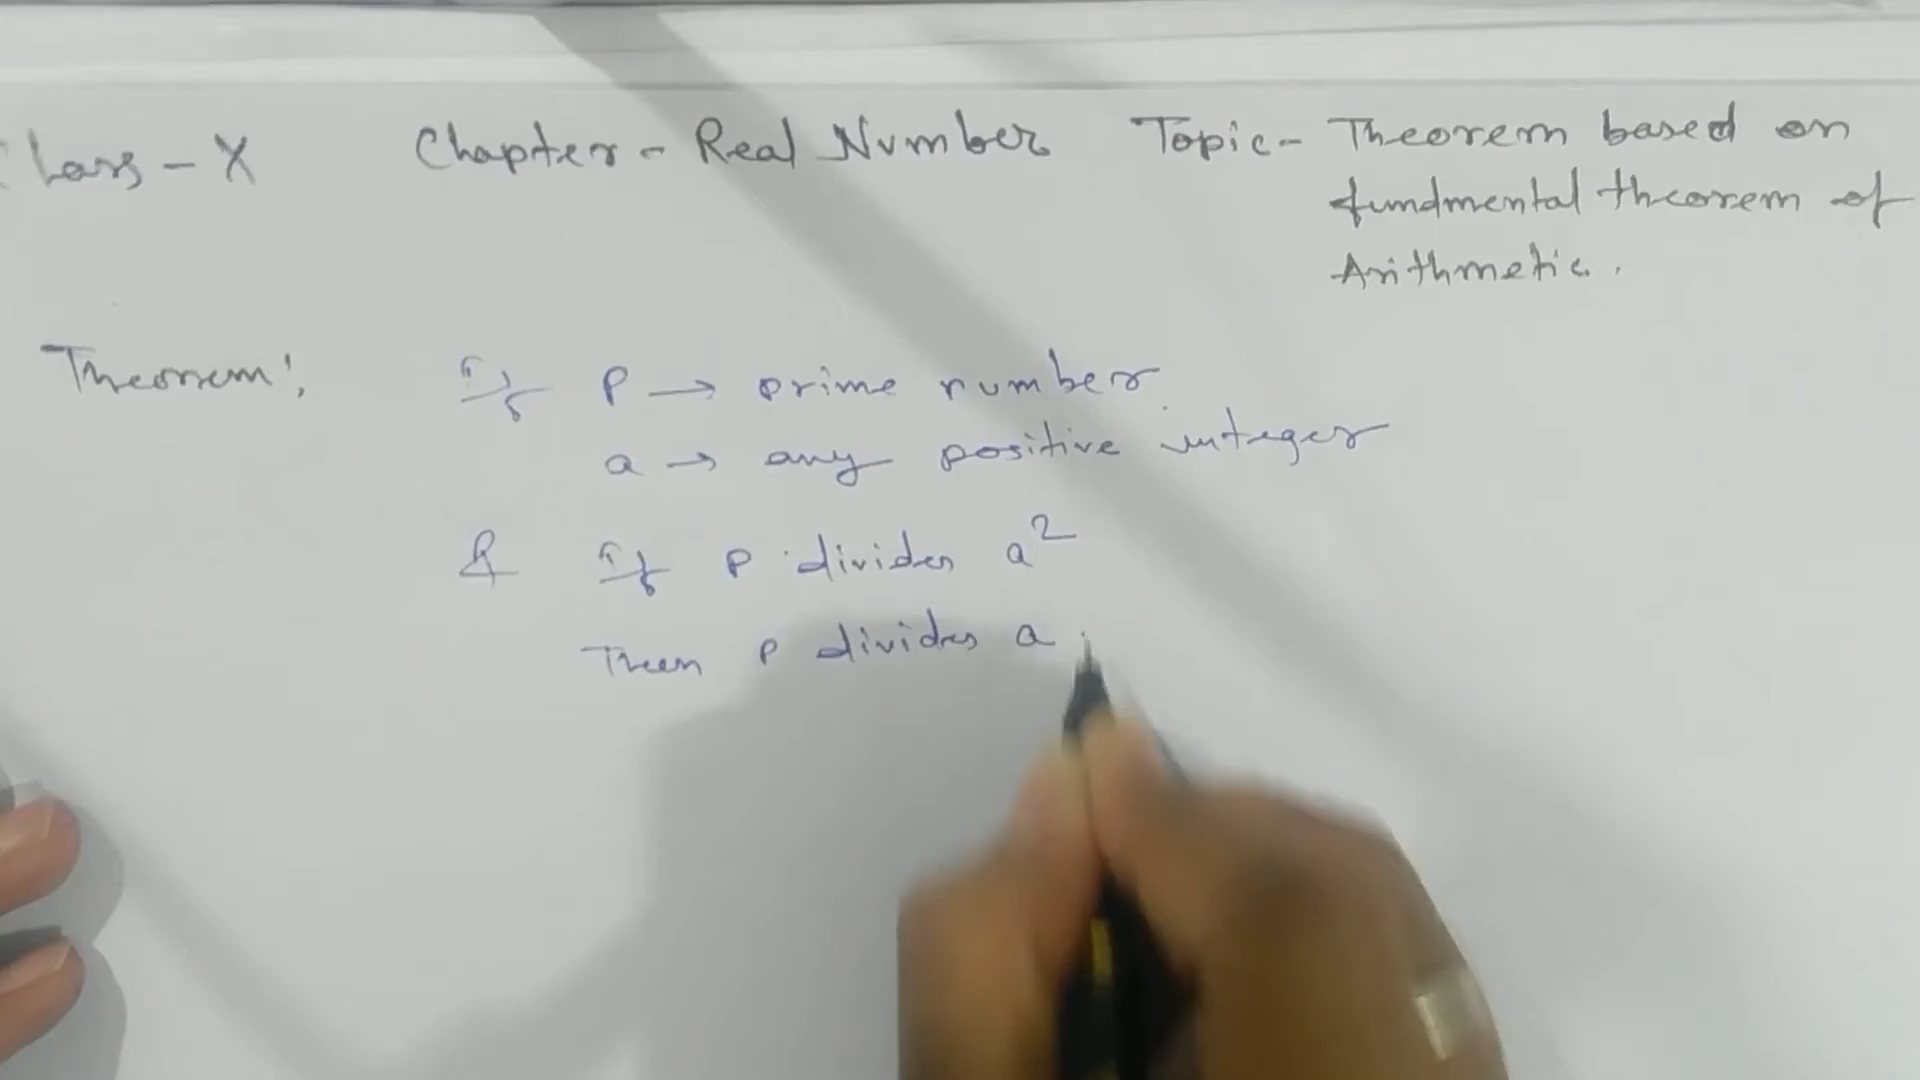 Class - X Chapter - Real Number Topic - Theorem based on
fundmental theorem of
Arithmetic.
Theorem: If P → prime number
a → any positive integer
& If P divides a²
Then P divides a.